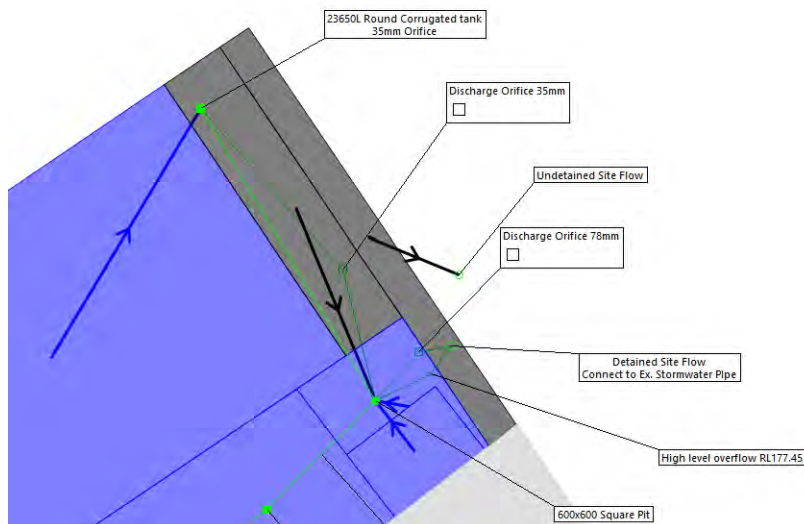 23650L Round Corrugated tank
35mm Orifice
Discharge Orifice 35mm
Undetained Site Flow
Discharge Orifice 78mm
Detained Site Flow
Connect to Ex. Stormwater Pipe
High level overflow RL177.45
600x600 Square Pit